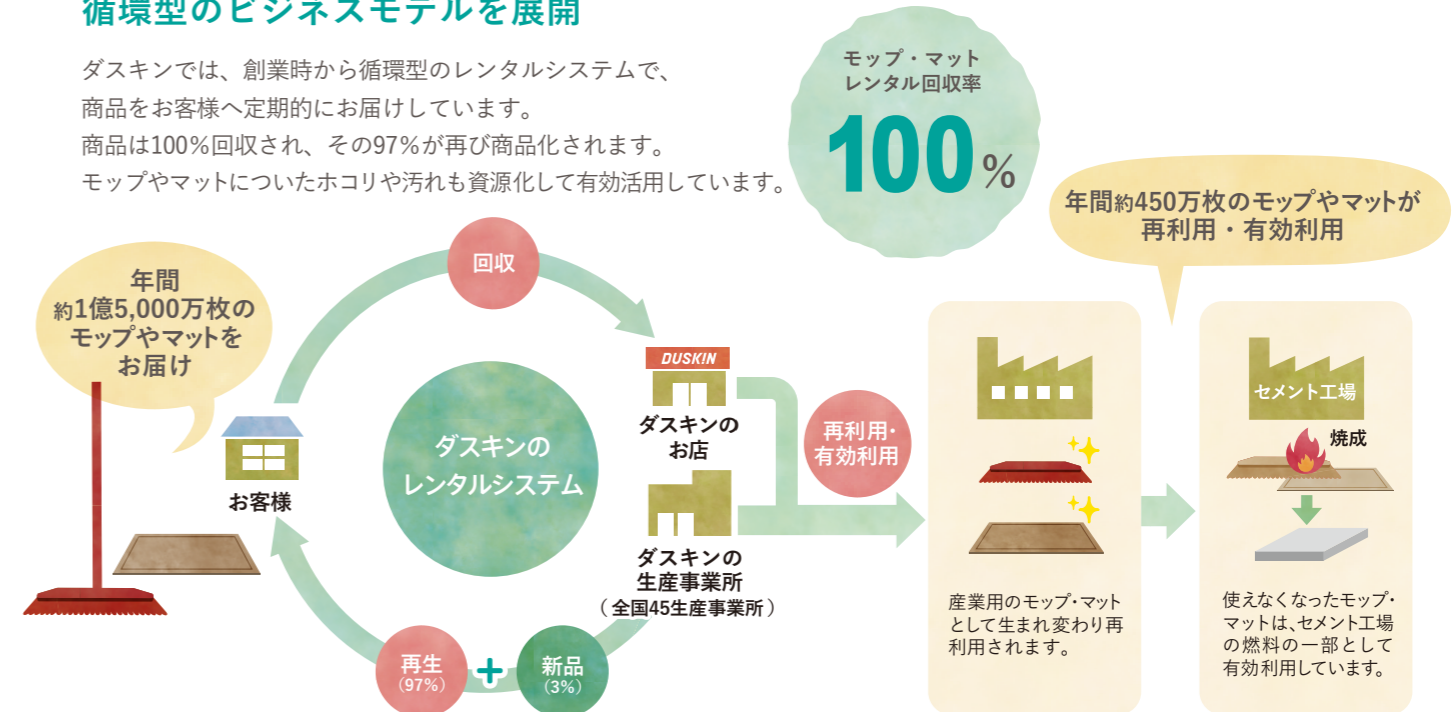 循環型のビジネスモデルを展開
ダスキンでは、創業時から循環型のレンタルシステムで、
商品をお客様へ定期的にお届けしています。
商品は100％回収され、その97％が再び商品化されます。
モップやマットについたホコリや汚れも資源化して有効活用しています。
モップ・マット
レンタル回収率
100%
年間約450万枚のモップやマットが
再利用・有効利用
年間
約1億5,000万枚の
モップやマットを
お届け
回収
お客様
ダスキンの
レンタルシステム
DUSKIN
ダスキンの
お店
ダスキンの
生産事業所
（全国45生産事業所）
再生
（97%）
+
新品
（3%）
再利用・
有効利用
産業用のモップ・マット
として生まれ変わり再
利用されます。
セメント工場
焼成
使えなくなったモップ・
マットは、セメント工場
の燃料の一部として
有効利用しています。